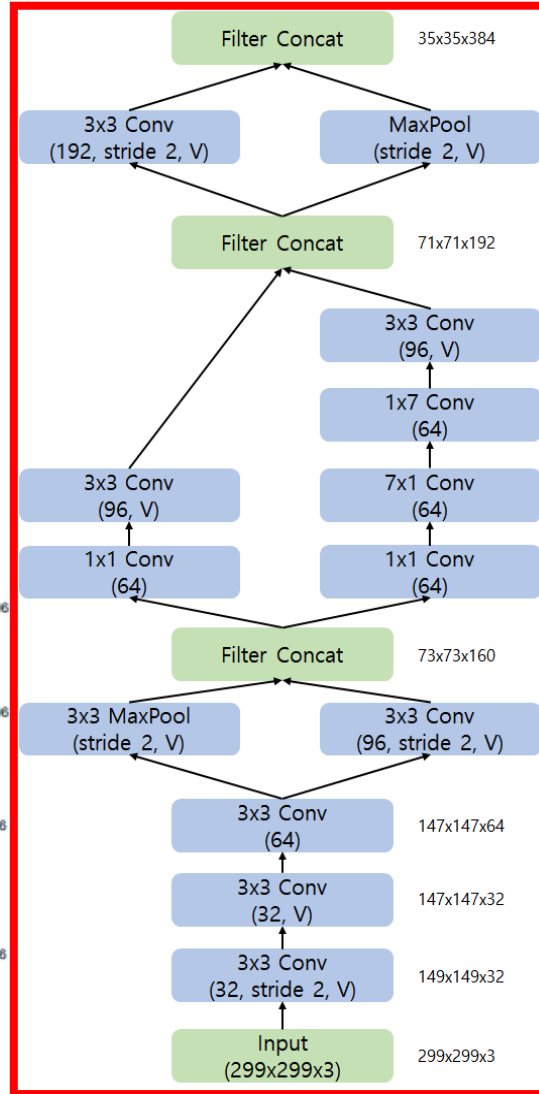 Filter Concat 35x35x384
3x3 Conv
(192, stride 2, V)
MaxPool
(stride 2, V)
Filter Concat 71x71x192
3x3 Conv
(96, V)
1x7 Conv
(64)
3x3 Conv
(96, V)
7x1 Conv
(64)
1x1 Conv
(64)
1x1 Conv
(64)
Filter Concat 73x73x160
3x3 MaxPool
(stride 2, V)
3x3 Conv
(96, stride 2, V)
3x3 Conv
(64)
147x147x64
3x3 Conv
(32, V)
147x147x32
3x3 Conv
(32, stride 2, V)
149x149x32
Input
(299x299x3)
299x299x3